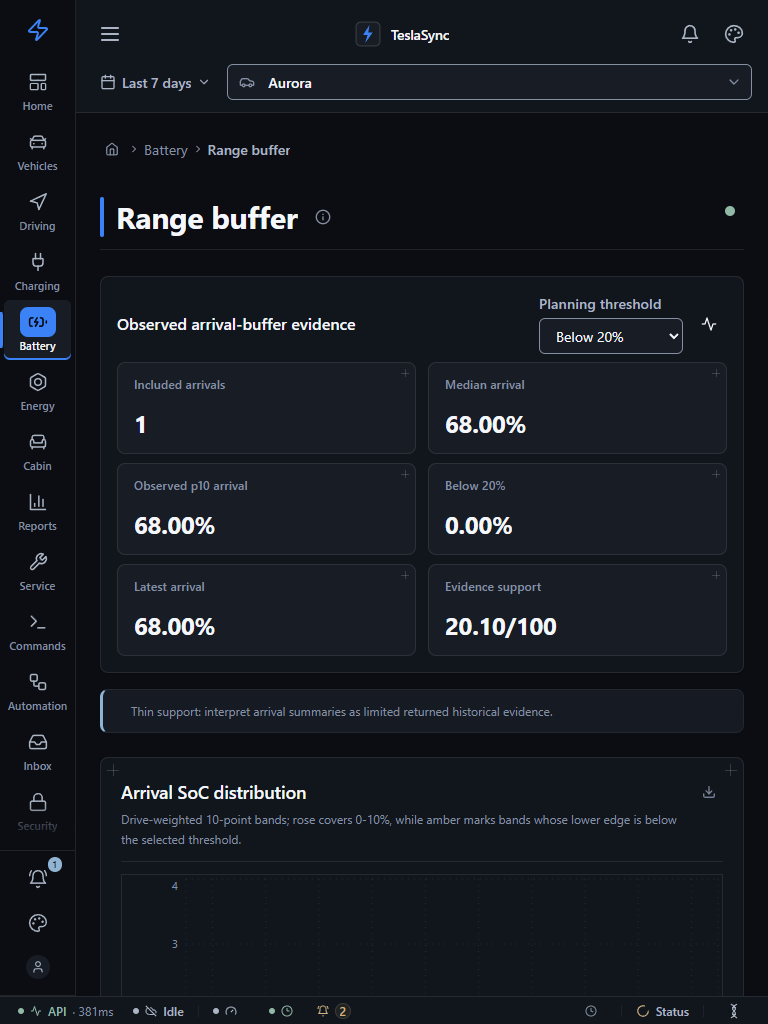 TeslaSync
Last 7 days
Aurora
Home
Vehicles
Driving
Charging
Battery
Energy
Cabin
Reports
Service
Commands
Automation
Inbox
Security
1
Battery
Range buffer
Range buffer
Observed arrival-buffer evidence
Planning threshold
Below 20%
Included arrivals
1
Median arrival
68.00%
Observed p10 arrival
68.00%
Below 20%
0.00%
Latest arrival
68.00%
Evidence support
20.10/100
Thin support: interpret arrival summaries as limited returned historical evidence.
Arrival SoC distribution
Drive-weighted 10-point bands; rose covers 0-10%, while amber marks bands whose lower edge is below
the selected threshold.
4
3
API · 381ms
Idle
2
Status